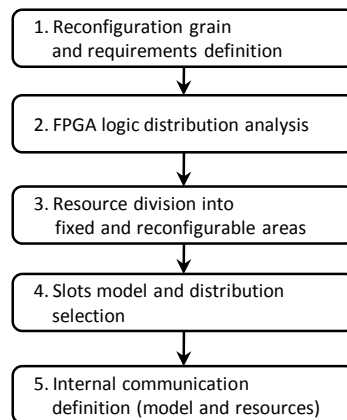 1. Reconfiguration grain
and requirements definition
2. FPGA logic distribution analysis
3. Resource division into
fixed and reconfigurable areas
4. Slots model and distribution
selection
5. Internal communication
definition (model and resources)